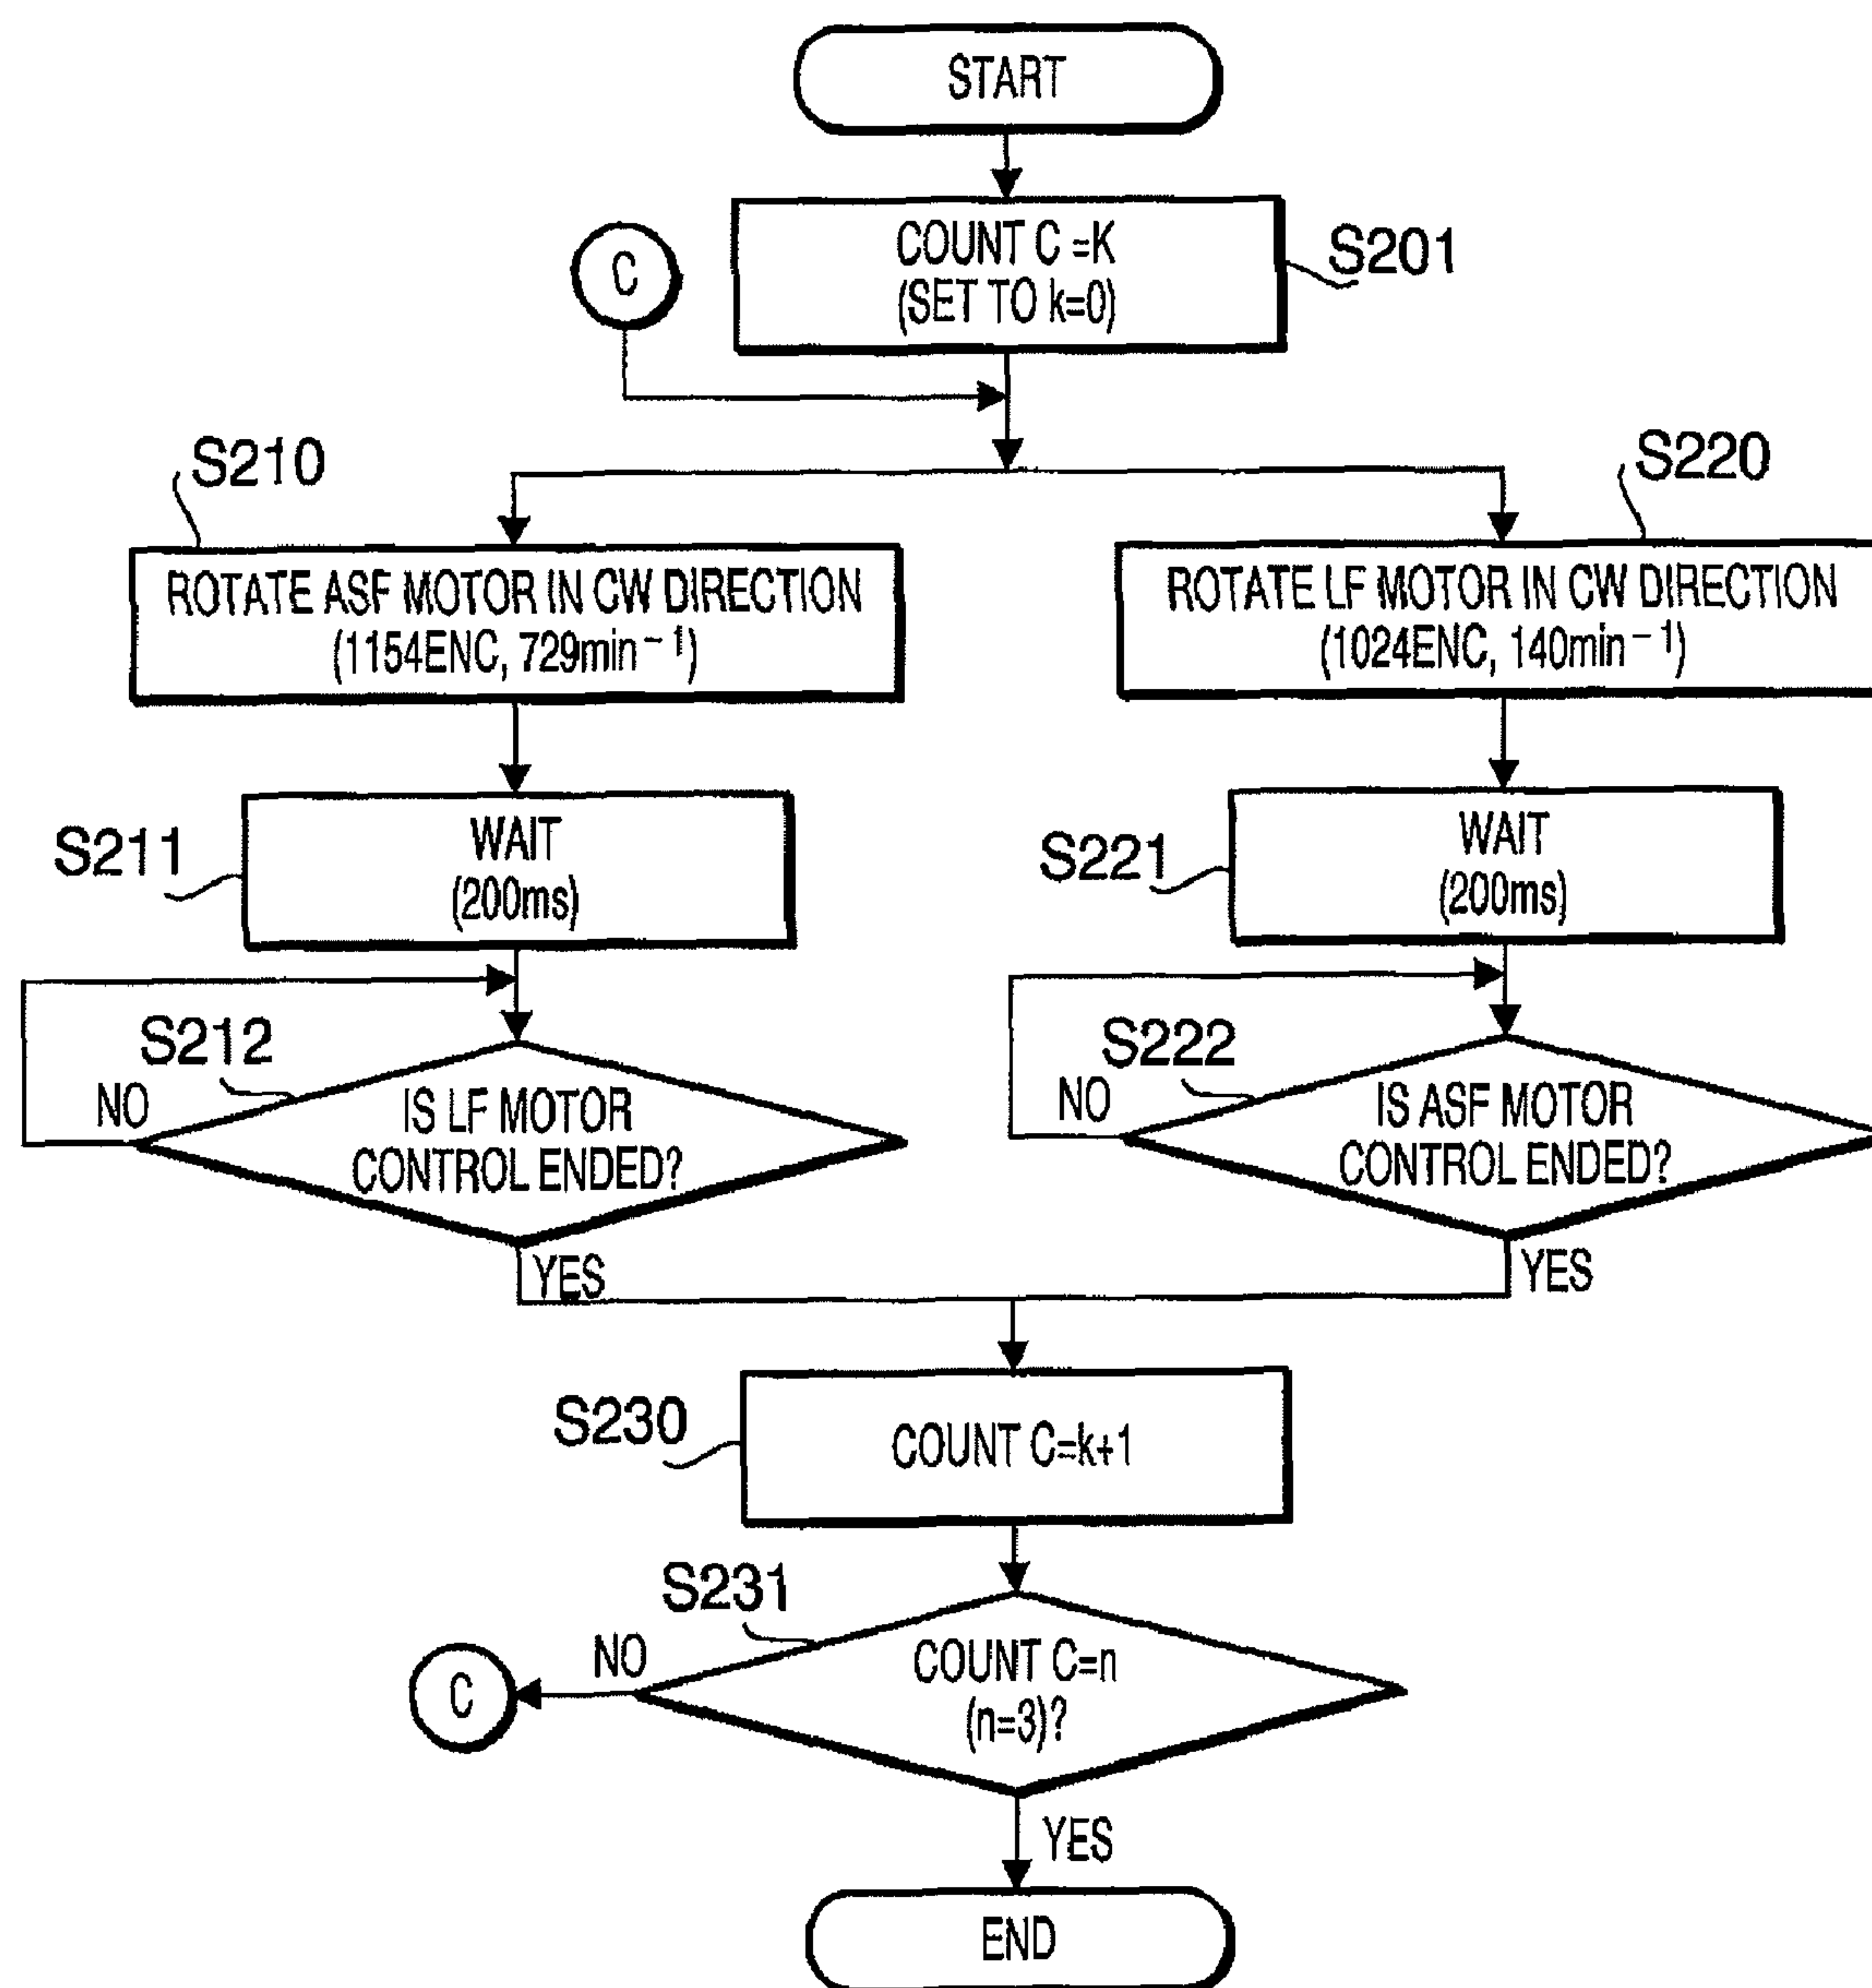 START
COUNT C =K
(SET TO k=0)
S201
C
S210
S220
ROTATE ASF MOTOR IN CW DIRECTION
(1154ENC, 729min⁻¹)
ROTATE LF MOTOR IN CW DIRECTION
(1024ENC, 140min⁻¹)
S211
WAIT
(200ms)
S221
WAIT
(200ms)
S212
NO
IS LF MOTOR
CONTROL ENDED?
YES
S222
NO
IS ASF MOTOR
CONTROL ENDED?
YES
S230
COUNT C=k+1
S231
NO
C
COUNT C=n
(n=3)?
YES
END